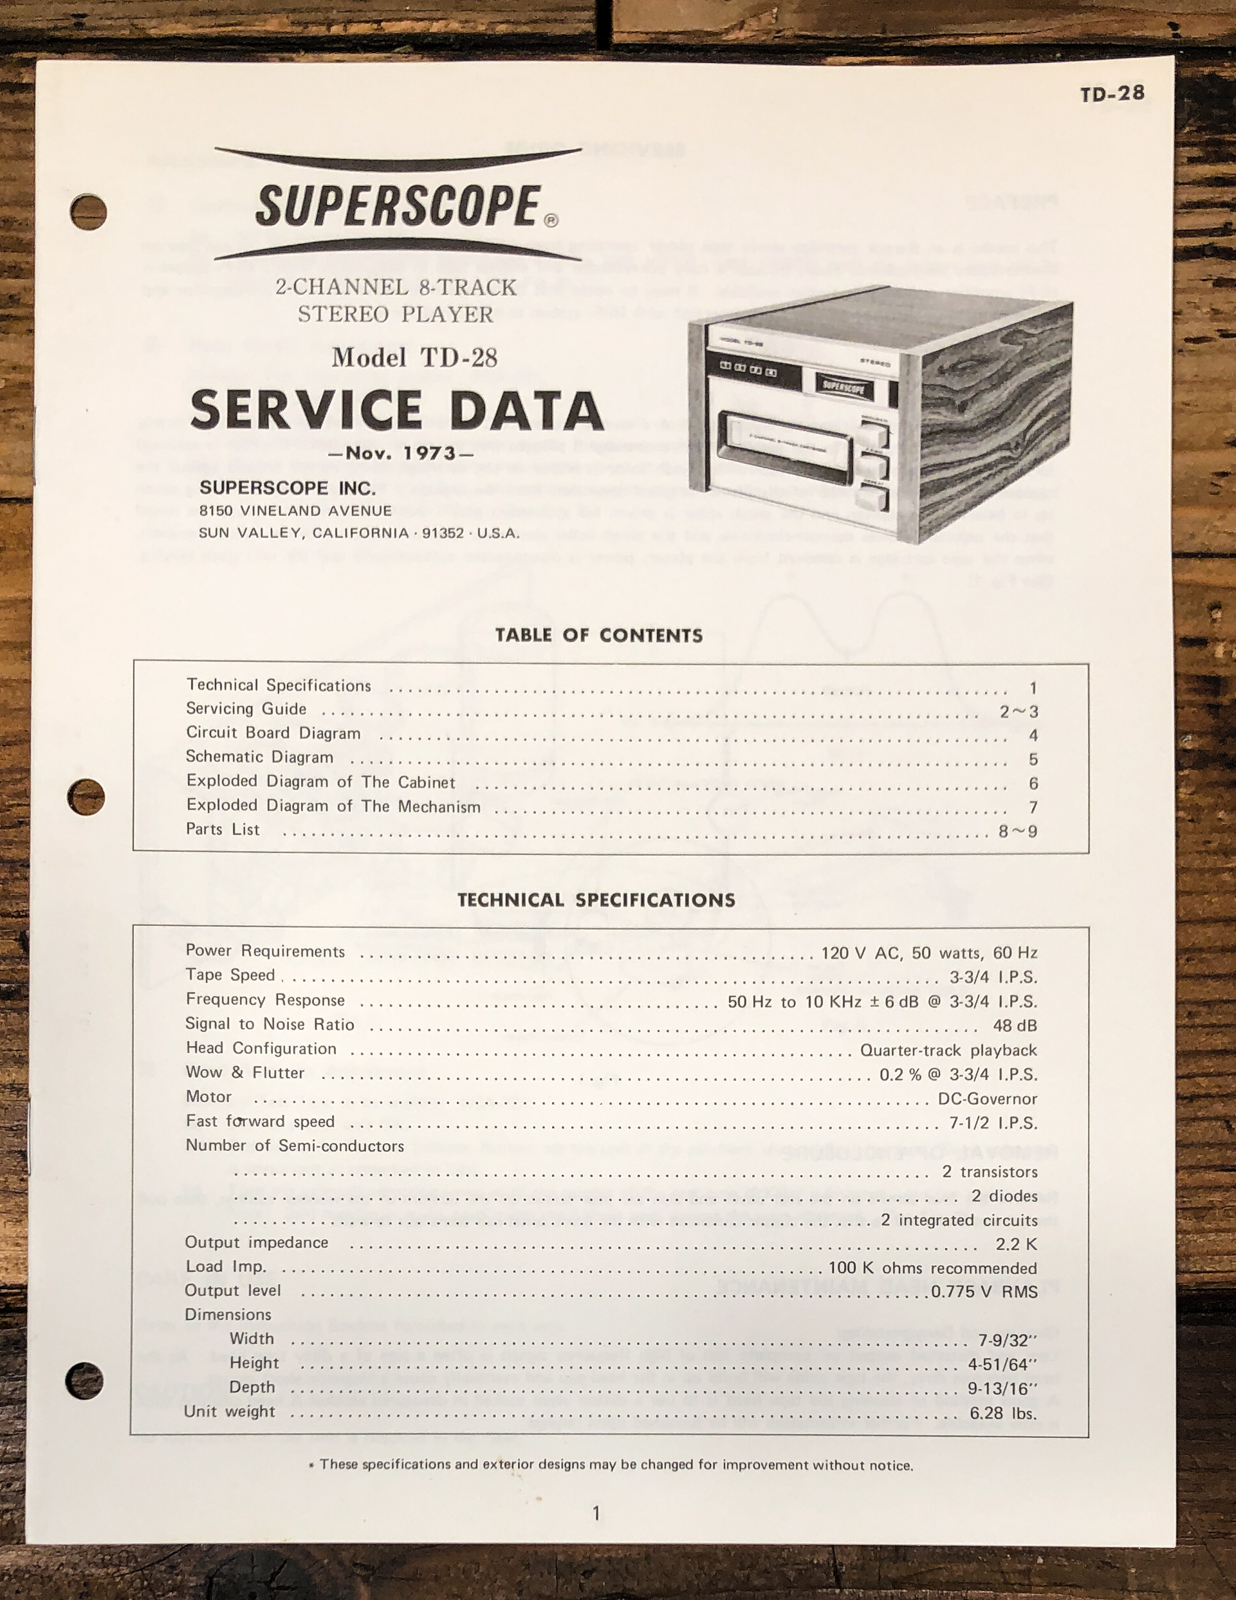 TD-28
SUPERSCOPE®
2-CHANNEL 8-TRACK
STEREO PLAYER
Model TD-28
SERVICE DATA
—Nov. 1973—
SUPERSCOPE INC.
8150 VINELAND AVENUE
SUN VALLEY, CALIFORNIA · 91352 · U.S.A.
MODEL TD-28
STEREO
SUPERSCOPE
TABLE OF CONTENTS
Technical Specifications 1
Servicing Guide 2~3
Circuit Board Diagram 4
Schematic Diagram 5
Exploded Diagram of The Cabinet 6
Exploded Diagram of The Mechanism 7
Parts List 8~9
TECHNICAL SPECIFICATIONS
Power Requirements 120 V AC, 50 watts, 60 Hz
Tape Speed 3-3/4 I.P.S.
Frequency Response 50 Hz to 10 KHz ± 6 dB @ 3-3/4 I.P.S.
Signal to Noise Ratio 48 dB
Head Configuration Quarter-track playback
Wow & Flutter 0.2 % @ 3-3/4 I.P.S.
Motor DC-Governor
Fast forward speed 7-1/2 I.P.S.
Number of Semi-conductors
2 transistors
2 diodes
2 integrated circuits
Output impedance 2.2 K
Load Imp. 100 K ohms recommended
Output level 0.775 V RMS
Dimensions
Width 7-9/32''
Height 4-51/64''
Depth 9-13/16''
Unit weight 6.28 lbs.
* These specifications and exterior designs may be changed for improvement without notice.
1